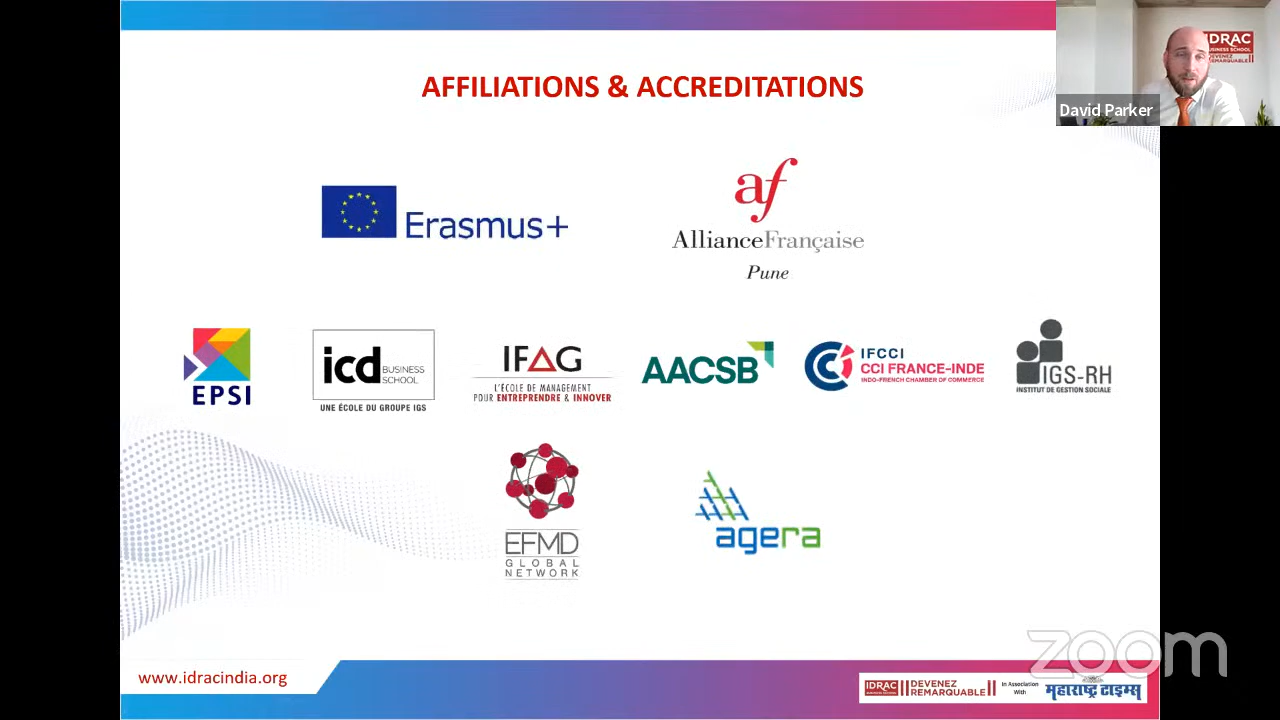 IDRAC
BUSINESS SCHOOL
DEVENEZ
REMARQUABLE
David Parker
AFFILIATIONS & ACCREDITATIONS
Erasmus+
af
AllianceFrançaise
Pune
EPSI
icd BUSINESS SCHOOL
UNE ÉCOLE DU GROUPE IGS
IFAG
L'ÉCOLE DE MANAGEMENT
POUR ENTREPRENDRE & INNOVER
AACSB
IFCCI
CCI FRANCE-INDE
INDO-FRENCH CHAMBER OF COMMERCE
IGS-RH
INSTITUT DE GESTION SOCIALE
EFMD
GLOBAL
NETWORK
agera
zoom
www.idracindia.org
IDRAC
BUSINESS SCHOOL
DEVENEZ
REMARQUABLE
In Association
With
महाराष्ट्र टाइम्स